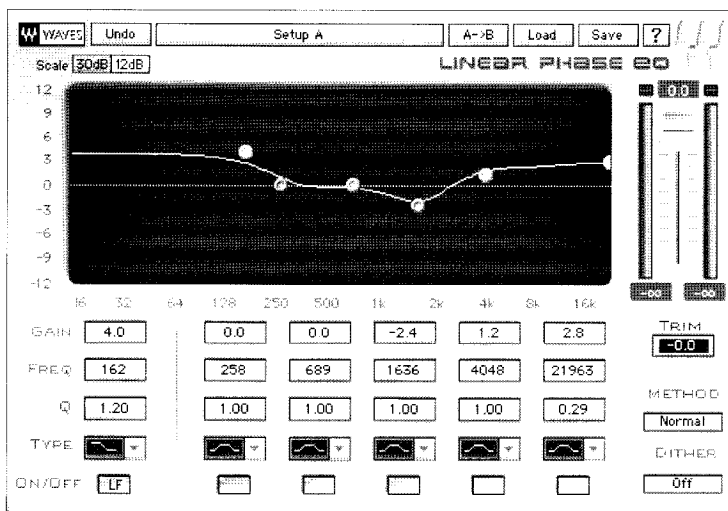 WAVES Undo Setup A A->B Load Save ?
Scale 30dB 12dB LINEAR PHASE EQ
12 0.0
9
6
3
0
-3
-6
-9
-12 -∞ -∞
16 32 64 128 250 500 1k 2k 4k 8k 16k
GAIN 4.0 0.0 0.0 -2.4 1.2 2.8 TRIM
-0.0
FREQ 162 258 689 1636 4048 21963
METHOD
Q 1.20 1.00 1.00 1.00 1.00 0.29 Normal
TYPE DITHER
ON/OFF LF Off